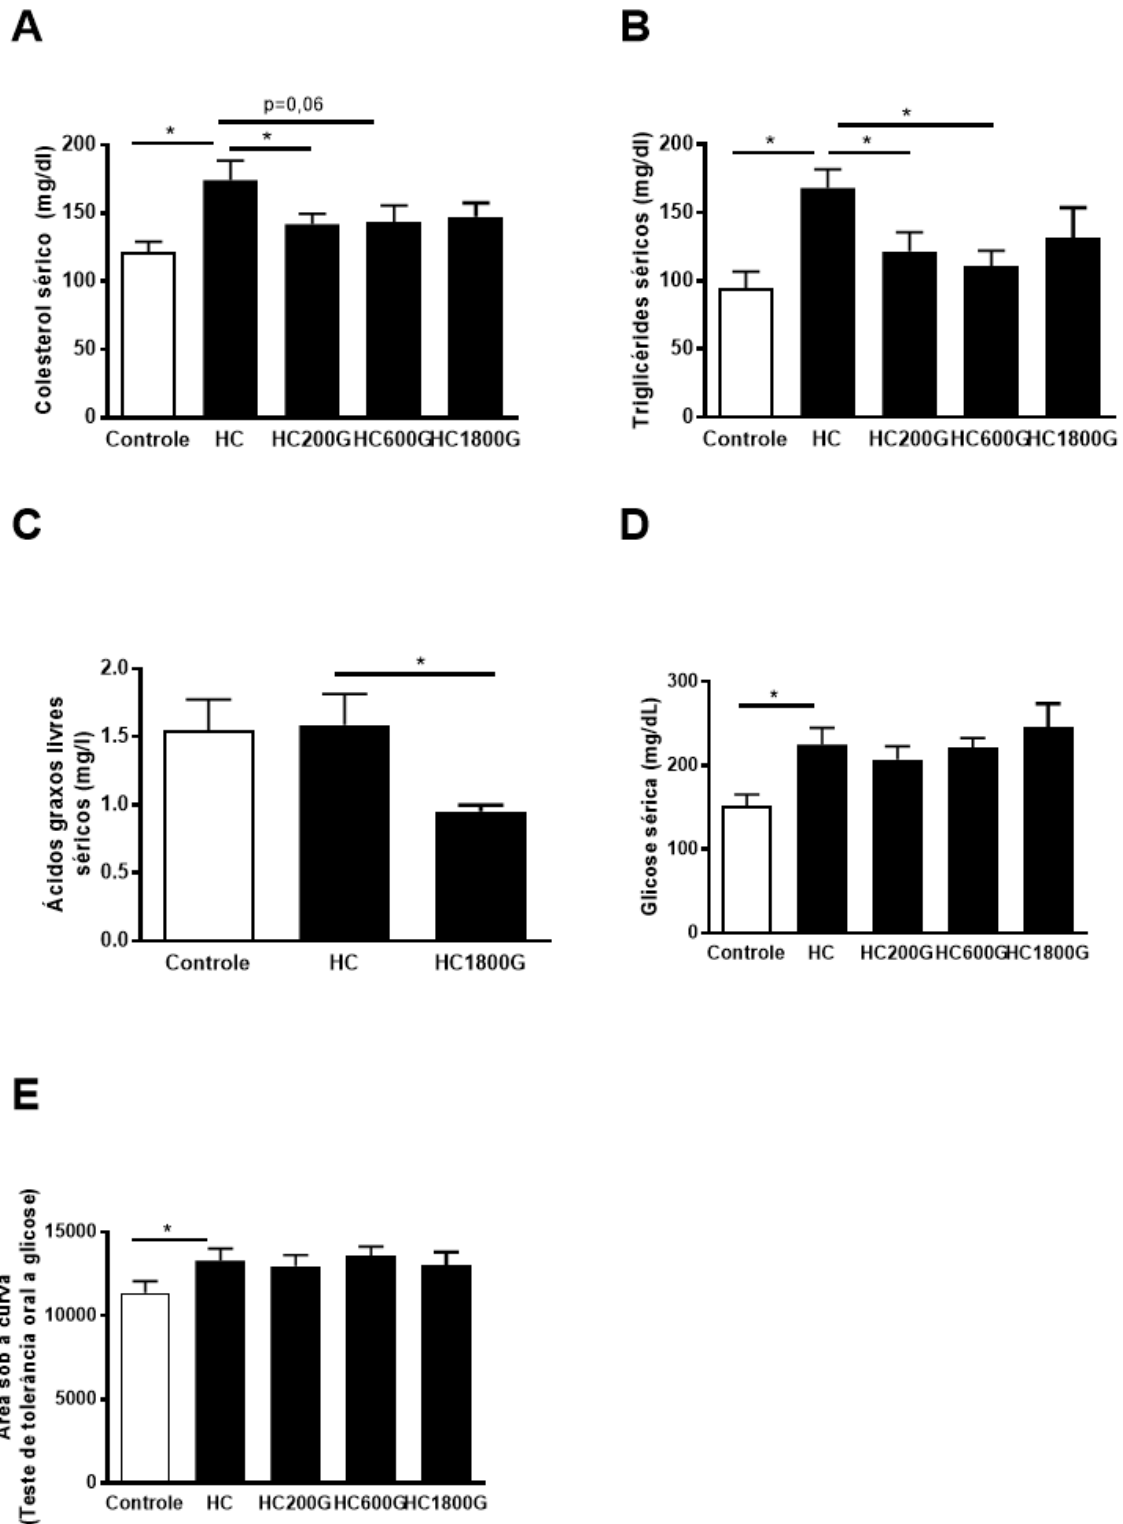 A
p=0,06
*
*
Colesterol sérico (mg/dl)
200
150
100
50
0
Controle HC HC200G HC600G HC1800G
B
*
*
*
Triglicérides séricos (mg/dl)
200
150
100
50
0
Controle HC HC200G HC600G HC1800G
C
*
Ácidos graxos livres
séricos (mg/l)
2.0
1.5
1.0
0.5
0.0
Controle HC HC1800G
D
*
Glicose sérica (mg/dL)
300
200
100
0
Controle HC HC200G HC600G HC1800G
E
*
Área sob a curva
(Teste de tolerância oral a glicose)
15000
10000
5000
0
Controle HC HC200G HC600G HC1800G